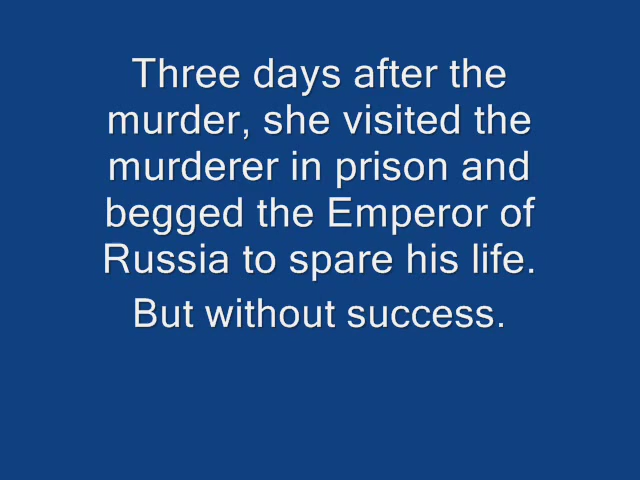 Three days after the
murder, she visited the
murderer in prison and
begged the Emperor of
Russia to spare his life.
But without success.